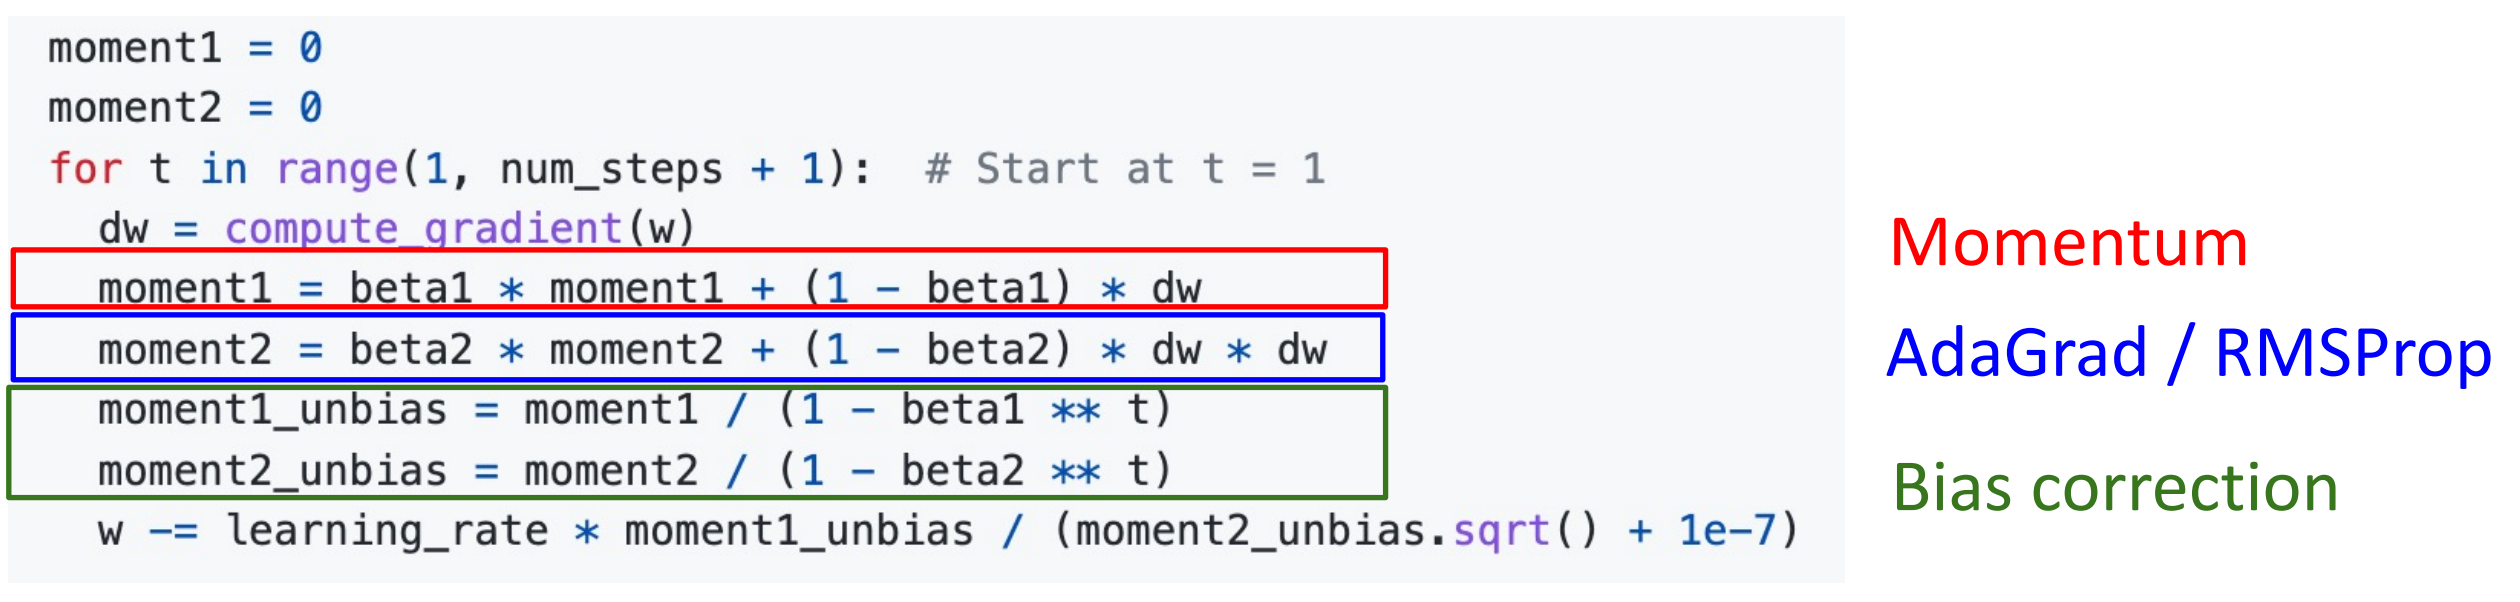 moment1 = 0
moment2 = 0
for t in range(1, num_steps + 1):  # Start at t = 1
  dw = compute_gradient(w)
  moment1 = beta1 * moment1 + (1 - beta1) * dw
Momentum
  moment2 = beta2 * moment2 + (1 - beta2) * dw * dw
AdaGrad / RMSProp
  moment1_unbias = moment1 / (1 - beta1 ** t)
  moment2_unbias = moment2 / (1 - beta2 ** t)
Bias correction
  w -= learning_rate * moment1_unbias / (moment2_unbias.sqrt() + 1e-7)